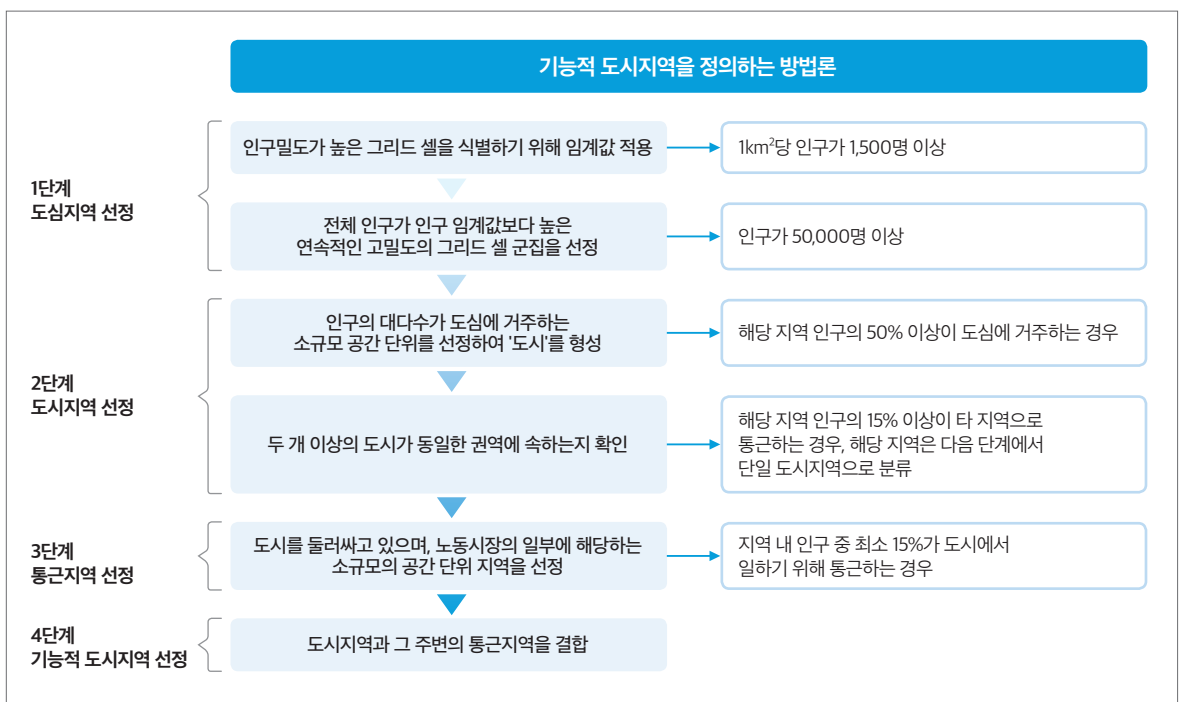 기능적 도시지역을 정의하는 방법론
1단계
도심지역 선정
인구밀도가 높은 그리드 셀을 식별하기 위해 임계값 적용
1km²당 인구가 1,500명 이상
전체 인구가 인구 임계값보다 높은
연속적인 고밀도의 그리드 셀 군집을 선정
인구가 50,000명 이상
2단계
도시지역 선정
인구의 대다수가 도심에 거주하는
소규모 공간 단위를 선정하여 '도시'를 형성
해당 지역 인구의 50% 이상이 도심에 거주하는 경우
두 개 이상의 도시가 동일한 권역에 속하는지 확인
해당 지역 인구의 15% 이상이 타 지역으로
통근하는 경우, 해당 지역은 다음 단계에서
단일 도시지역으로 분류
3단계
통근지역 선정
도시를 둘러싸고 있으며, 노동시장의 일부에 해당하는
소규모의 공간 단위 지역을 선정
지역 내 인구 중 최소 15%가 도시에서
일하기 위해 통근하는 경우
4단계
기능적 도시지역 선정
도시지역과 그 주변의 통근지역을 결합